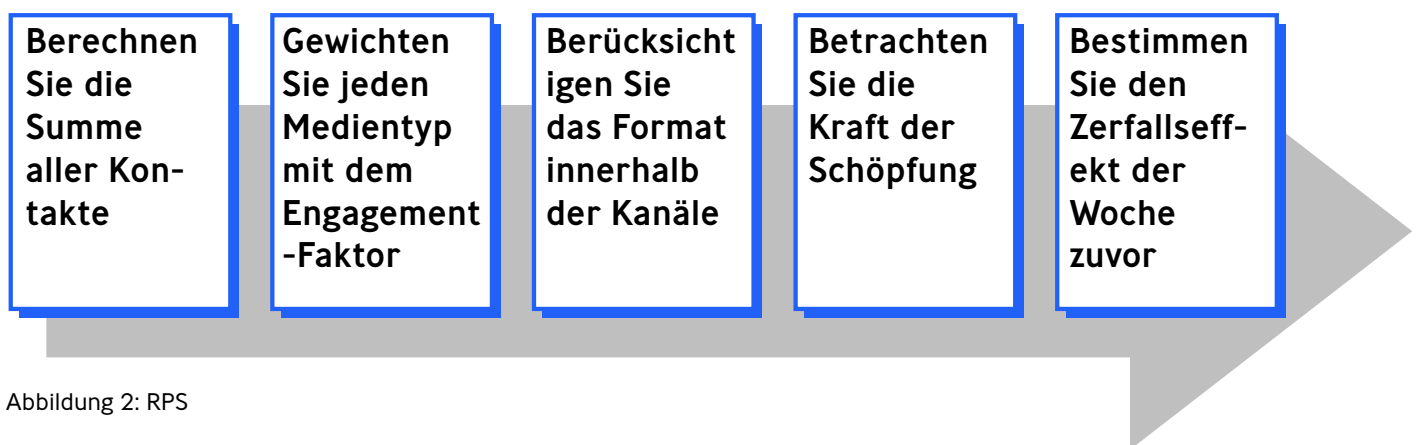 Berechnen
Sie die
Summe
aller Kon-
takte
Gewichten
Sie jeden
Medientyp
mit dem
Engagement
-Faktor
Berücksicht
igen Sie
das Format
innerhalb
der Kanäle
Betrachten
Sie die
Kraft der
Schöpfung
Bestimmen
Sie den
Zerfallseff-
ekt der
Woche
zuvor
Abbildung 2: RPS